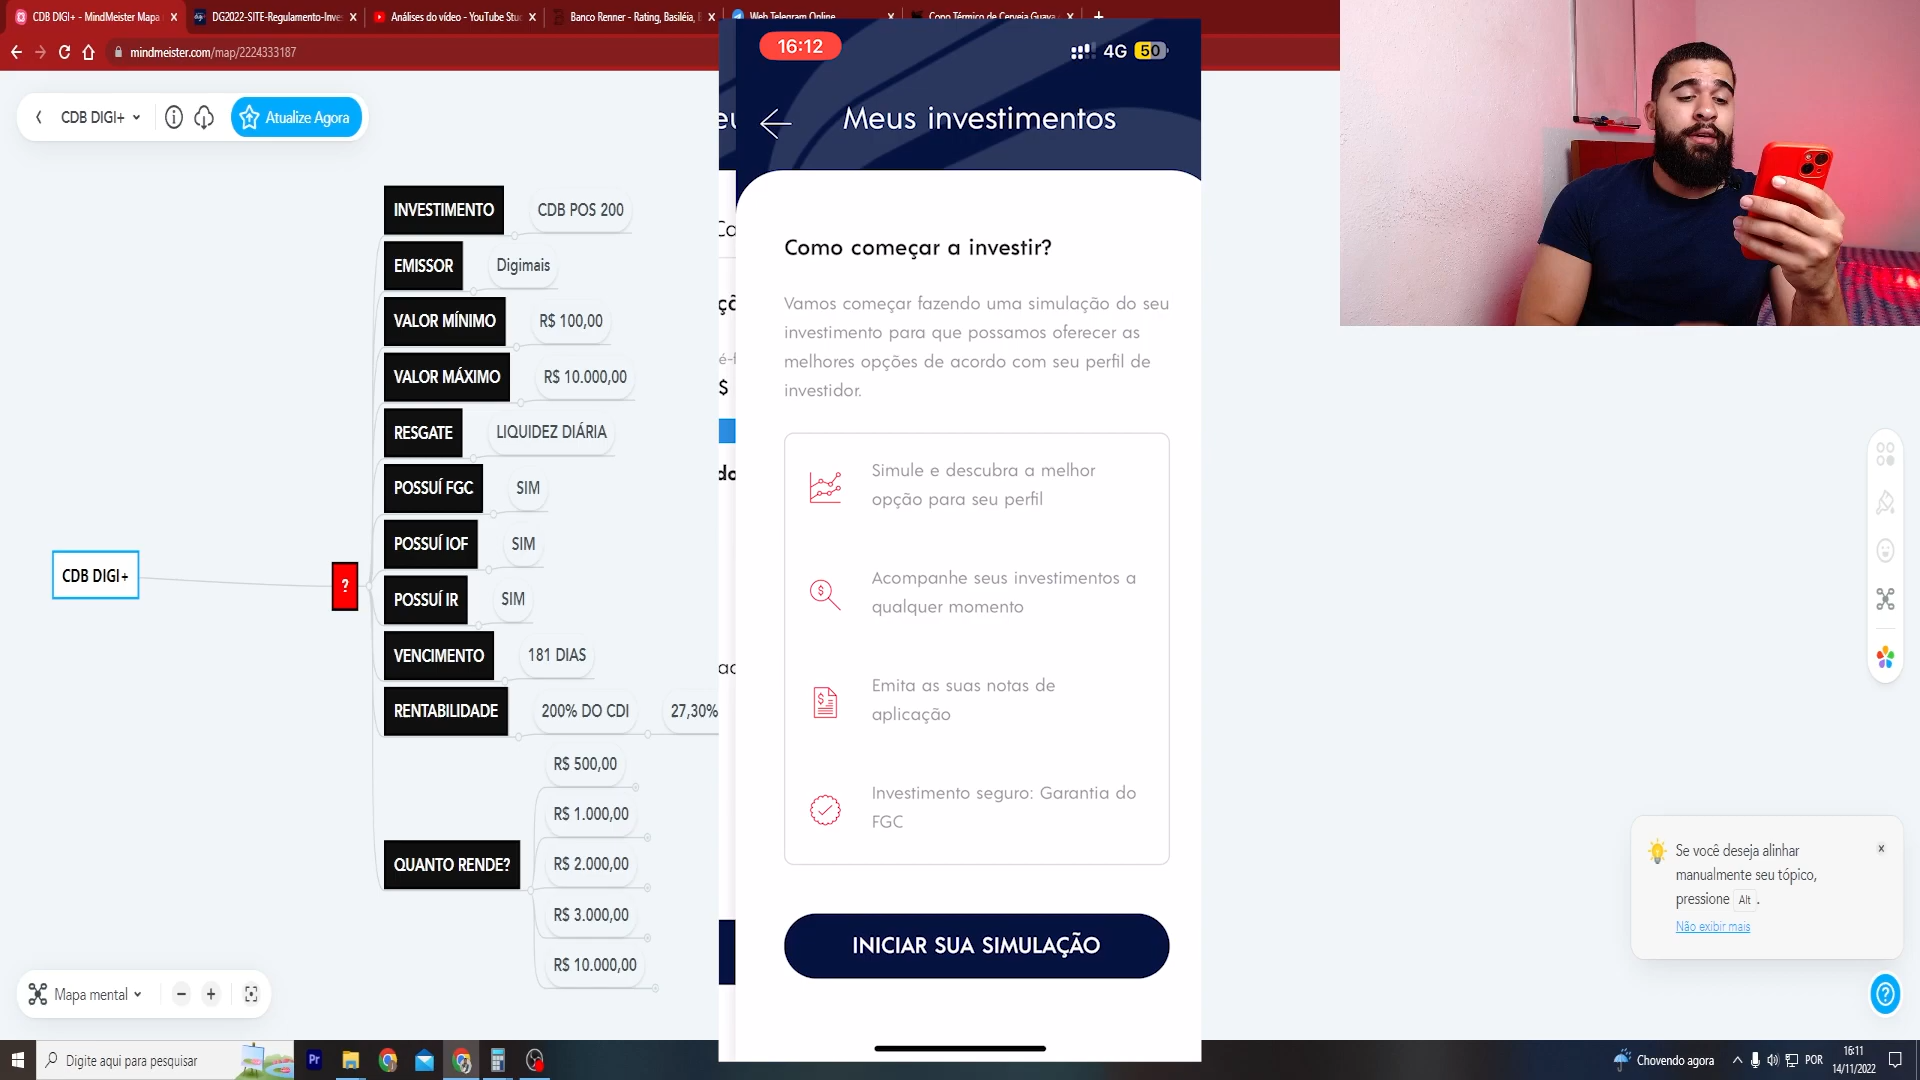 CDB DIGI+ - MindMeister Mapa
DG2022-SITE-Regulamento-Inves
Análises do vídeo - YouTube Stu
Banco Renner - Rating, Basiléia,
Web Telegram Online
Copo Térmico de Cerveja Guava
mindmeister.com/map/2224333187
CDB DIGI+
Atualize Agora
CDB DIGI+
?
INVESTIMENTO
CDB POS 200
EMISSOR
Digimais
VALOR MÍNIMO
R$ 100,00
VALOR MÁXIMO
R$ 10.000,00
RESGATE
LIQUIDEZ DIÁRIA
POSSUÍ FGC
SIM
POSSUÍ IOF
SIM
POSSUÍ IR
SIM
VENCIMENTO
181 DIAS
RENTABILIDADE
200% DO CDI
27,30%
QUANTO RENDE?
R$ 500,00
R$ 1.000,00
R$ 2.000,00
R$ 3.000,00
R$ 10.000,00
Mapa mental
16:12
4G
50
Meus investimentos
Como começar a investir?
Vamos começar fazendo uma simulação do seu
investimento para que possamos oferecer as
melhores opções de acordo com seu perfil de
investidor.
Simule e descubra a melhor
opção para seu perfil
Acompanhe seus investimentos a
qualquer momento
Emita as suas notas de
aplicação
Investimento seguro: Garantia do
FGC
INICIAR SUA SIMULAÇÃO
Se você deseja alinhar
manualmente seu tópico,
pressione Alt .
Não exibir mais
Digite aqui para pesquisar
Pr
Chovendo agora
POR
16:11
14/11/2022